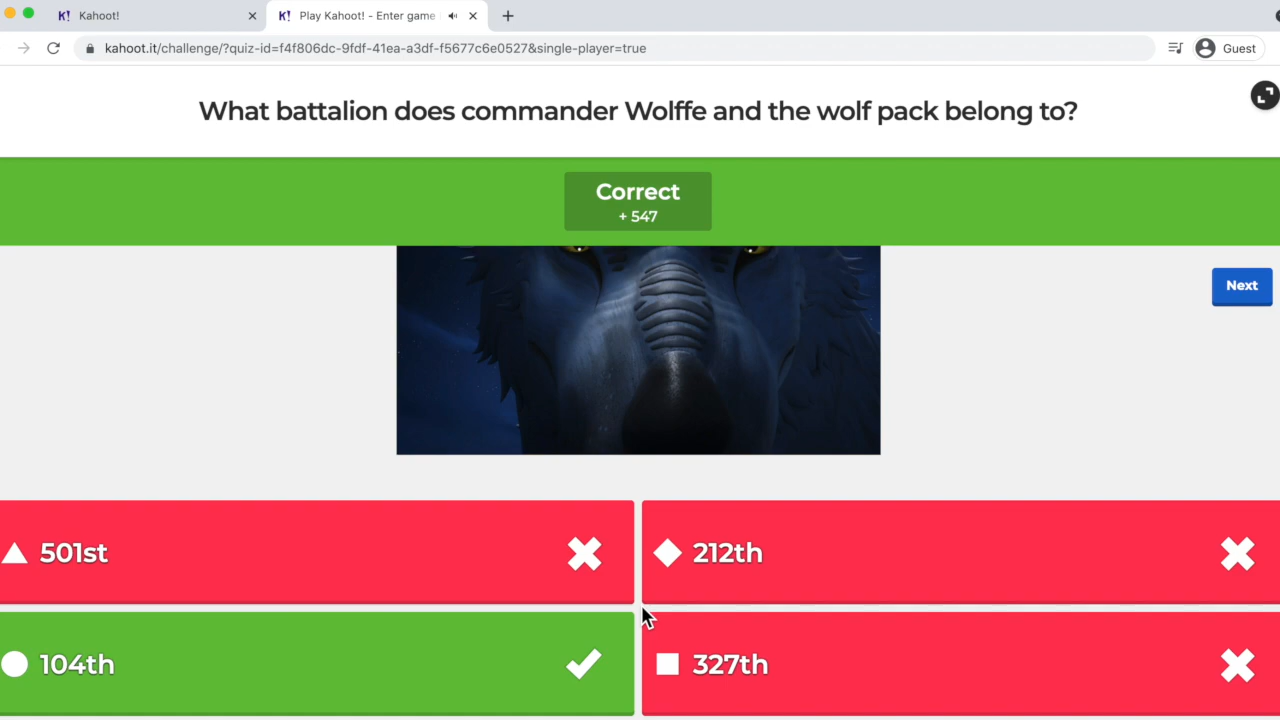 K! Kahoot!
K! Play Kahoot! - Enter game
kahoot.it/challenge/?quiz-id=f4f806dc-9fdf-41ea-a3df-f5677c6e0527&single-player=true
Guest
What battalion does commander Wolffe and the wolf pack belong to?
Correct
+ 547
Next
501st
212th
104th
327th